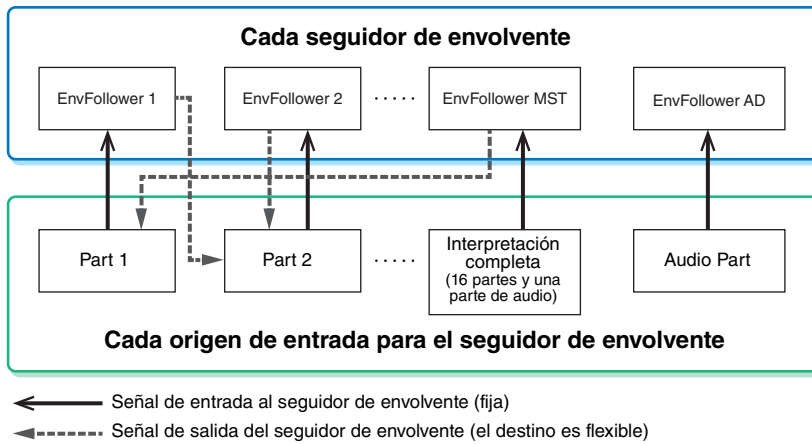 Cada seguidor de envolvente
EnvFollower 1
EnvFollower 2
.....
EnvFollower MST
EnvFollower AD
Part 1
Part 2
.....
Interpretación
completa
(16 partes y una
parte de audio)
Audio Part
Cada origen de entrada para el seguidor de envolvente
Señal de entrada al seguidor de envolvente (fija)
Señal de salida del seguidor de envolvente (el destino es flexible)